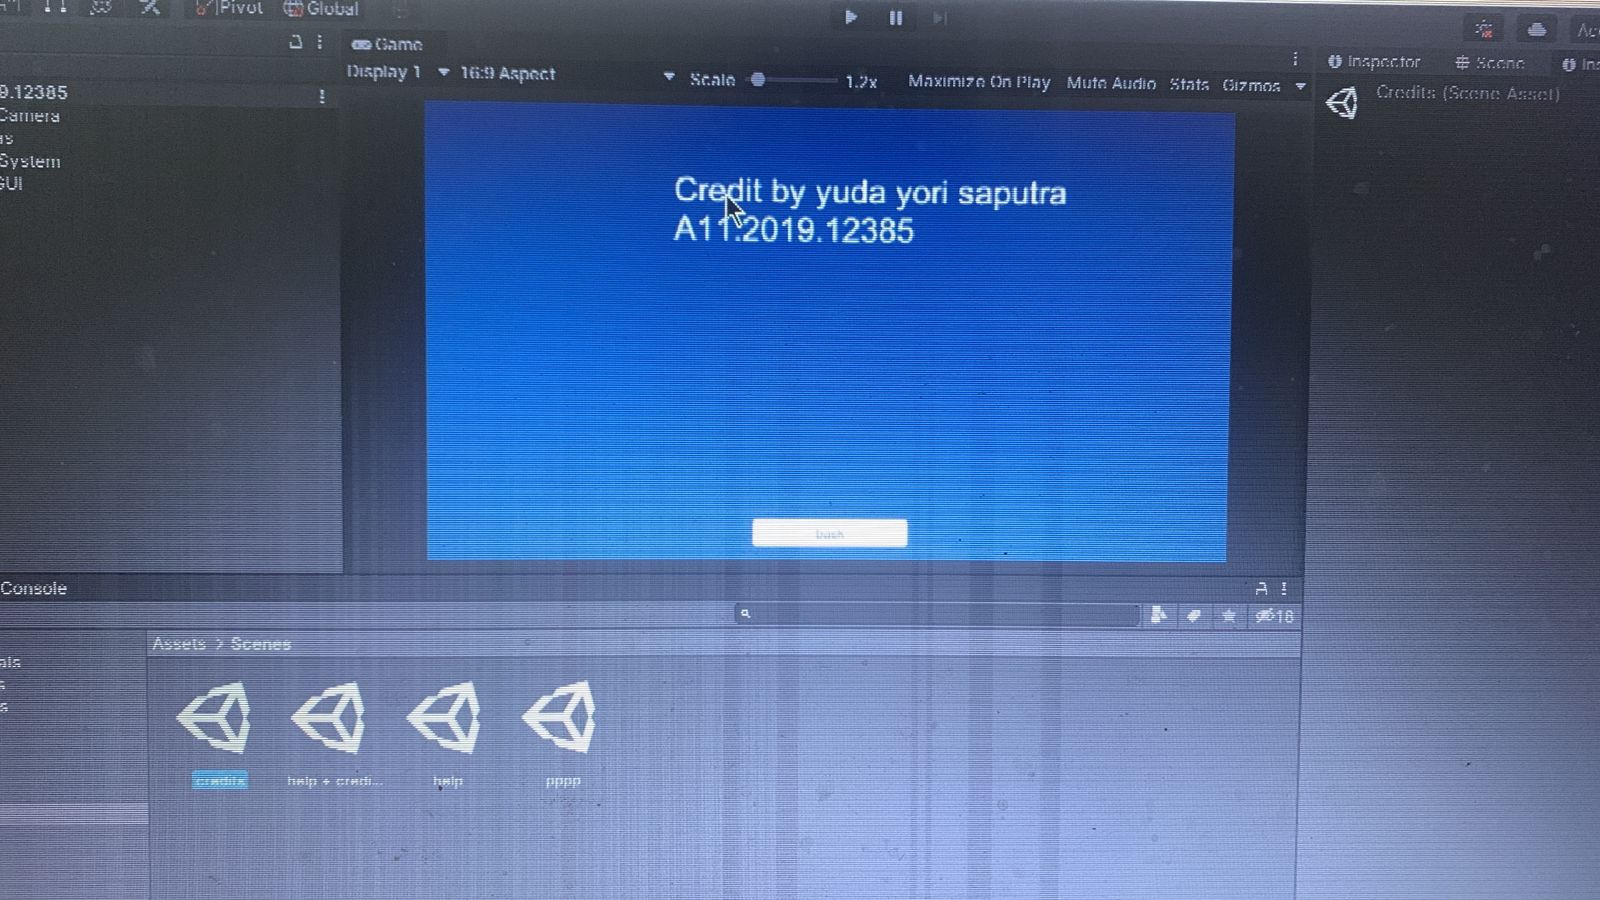 Pivot Global
Game
Display 1 16:9 Aspect Scale 1.2x Maximize On Play Mute Audio Stats Gizmos
Inspector Scene
Credits (Scene Asset)
9.12385
Camera
System
GUI
Credit by yuda yori saputra
A11.2019.12385
back
Console
18
Assets > Scenes
credits help + credi... help pppp